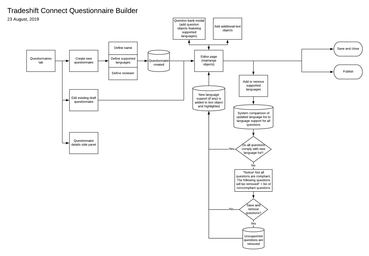 Tradeshift Connect Questionnaire Builder
23 August, 2019
Questionnaire
tab
Create new
questionnaire
Define name
Define supported
languages
Define reviewer
Questionnaire
created
Question bank modal
(add question
objects featuring
supported
languages)
Add additional text
objects
Editor page
(rearrange
objects)
Save and close
Publish
Edit existing draft
questionnaire
Questionnaire
details side panel
New language
support (if any) is
added to text object
and highlighted
Add or remove
supported
languages
System comparison of
updated language list to
language support for all
questions
Do all questions
comply with new
language list?
Yes
No
"Notice: Not all
questions are compliant.
The following questions
will be removed" + list of
noncompliant questions
Save and
remove
questions?
No
Yes
Unsupported
questions are
removed